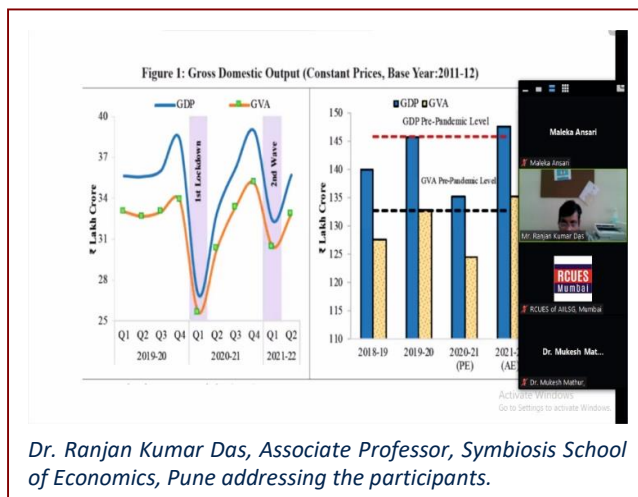 Figure 1: Gross Domestic Output (Constant Prices, Base Year:2011-12)
GDP GVA
₹ Lakh Crore
40
37
34
31
28
25
1st Lockdown
2nd Wave
Q1 Q2 Q3 Q4 Q1 Q2 Q3 Q4 Q1 Q2
2019-20 2020-21 2021-22
GDP GVA
GDP Pre-Pandemic Level
GVA Pre-Pandemic Level
₹ Lakh Crore
150
145
140
135
130
125
120
115
110
2018-19 2019-20 2020-21 2021-2
(PE) (AE)
Maleka Ansari
Maleka Ansari
Mr. Ranjan Kumar Das
RCUES
Mumbai
RCUES of AIILSG, Mumbai
Dr. Mukesh Mat...
Dr. Mukesh Mathur
Activate Windows
Go to Settings to activate Windows.
Dr. Ranjan Kumar Das, Associate Professor, Symbiosis School
of Economics, Pune addressing the participants.